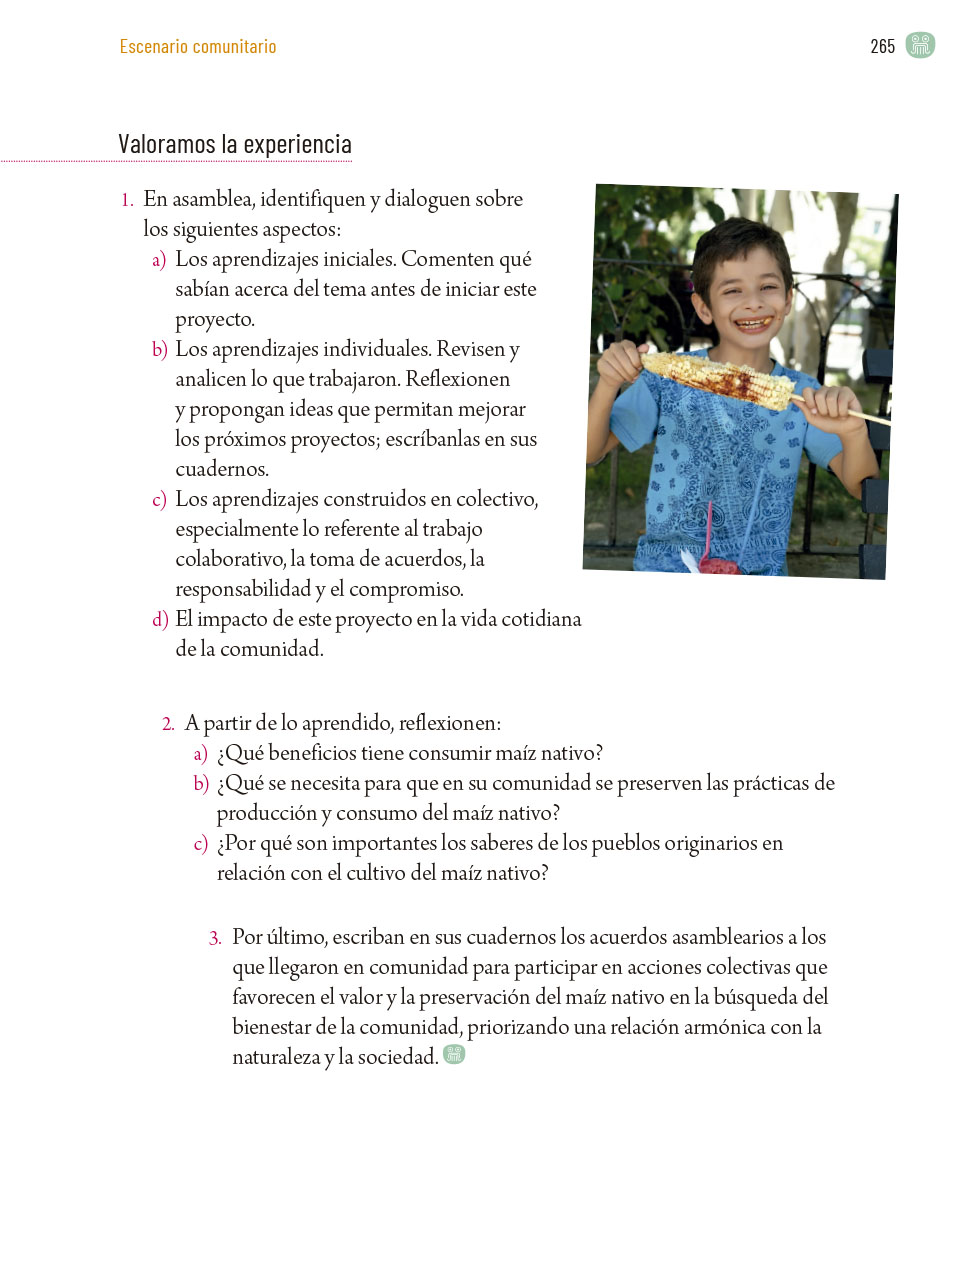 Escenario comunitario
265
Valoramos la experiencia
1. En asamblea, identifiquen y dialoguen sobre
los siguientes aspectos:
a) Los aprendizajes iniciales. Comenten qué
sabían acerca del tema antes de iniciar este
proyecto.
b) Los aprendizajes individuales. Revisen y
analicen lo que trabajaron. Reflexionen
y propongan ideas que permitan mejorar
los próximos proyectos; escríbanlas en sus
cuadernos.
c) Los aprendizajes construidos en colectivo,
especialmente lo referente al trabajo
colaborativo, la toma de acuerdos, la
responsabilidad y el compromiso.
d) El impacto de este proyecto en la vida cotidiana
de la comunidad.
2. A partir de lo aprendido, reflexionen:
a) ¿Qué beneficios tiene consumir maíz nativo?
b) ¿Qué se necesita para que en su comunidad se preserven las prácticas de
producción y consumo del maíz nativo?
c) ¿Por qué son importantes los saberes de los pueblos originarios en
relación con el cultivo del maíz nativo?
3. Por último, escriban en sus cuadernos los acuerdos asamblearios a los
que llegaron en comunidad para participar en acciones colectivas que
favorecen el valor y la preservación del maíz nativo en la búsqueda del
bienestar de la comunidad, priorizando una relación armónica con la
naturaleza y la sociedad.